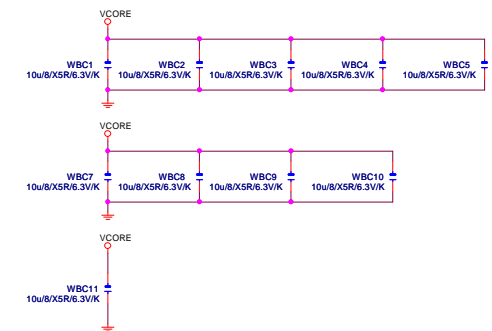 VCORE
WBC1 WBC2 WBC3 WBC4 WBC5
10u/8/X5R/6.3V/K 10u/8/X5R/6.3V/K 10u/8/X5R/6.3V/K 10u/8/X5R/6.3V/K 10u/8/X5R/6.3V/K
VCORE
WBC7 WBC8 WBC9 WBC10
10u/8/X5R/6.3V/K 10u/8/X5R/6.3V/K 10u/8/X5R/6.3V/K 10u/8/X5R/6.3V/K
VCORE
WBC11
10u/8/X5R/6.3V/K